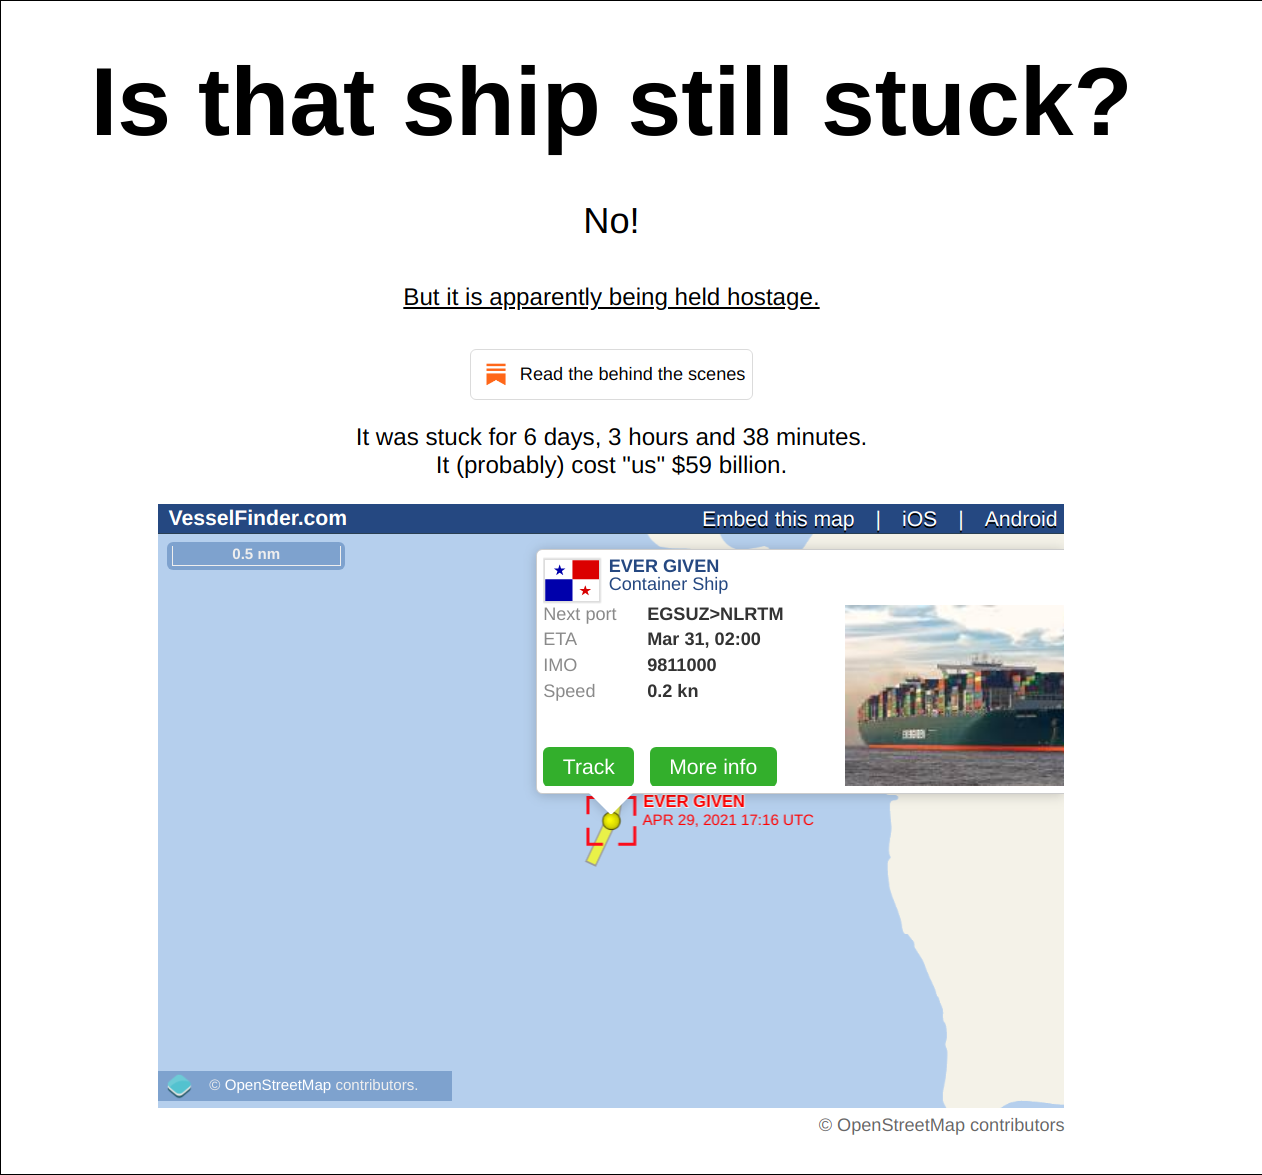 Is that ship still stuck?
No!
But it is apparently being held hostage.
Read the behind the scenes
It was stuck for 6 days, 3 hours and 38 minutes.
It (probably) cost "us" $59 billion.
VesselFinder.com Embed this map | iOS | Android
0.5 nm
EVER GIVEN
Container Ship
Next port EGSUZ>NLRTM
ETA Mar 31, 02:00
IMO 9811000
Speed 0.2 kn
EVERGREEN
Track More info
EVER GIVEN
APR 29, 2021 17:16 UTC
© OpenStreetMap contributors.
© OpenStreetMap contributors